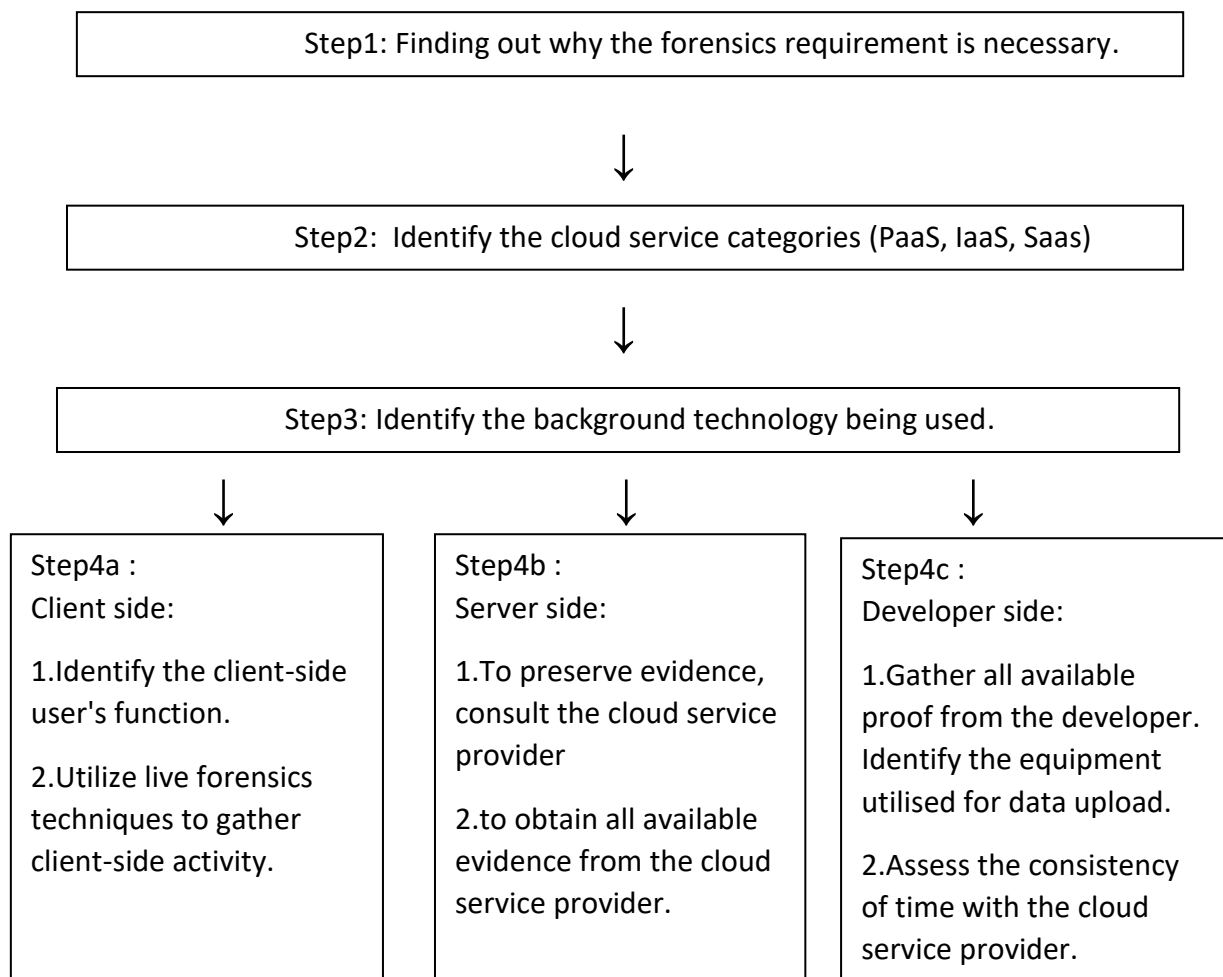 Step1: Finding out why the forensics requirement is necessary.
Step2:  Identify the cloud service categories (PaaS, IaaS, Saas)
Step3: Identify the background technology being used.
Step4a :
Client side:
1.Identify the client-side
user's function.
2.Utilize live forensics
techniques to gather
client-side activity.
Step4b :
Server side:
1.To preserve evidence,
consult the cloud service
provider
2.to obtain all available
evidence from the cloud
service provider.
Step4c :
Developer side:
1.Gather all available
proof from the developer.
Identify the equipment
utilised for data upload.
2.Assess the consistency
of time with the cloud
service provider.